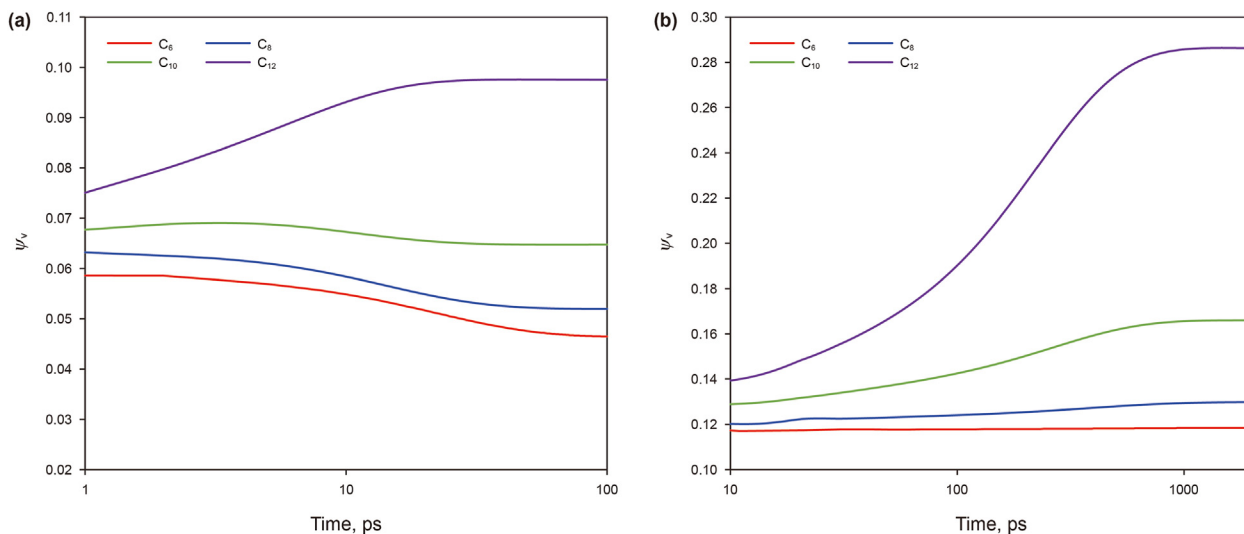 (a)
C₆
C₈
C₁₀
C₁₂
0.11
0.10
0.09
0.08
0.07
0.06
0.05
0.04
0.03
0.02
ψᵥ
1
10
100
Time, ps
(b)
C₆
C₈
C₁₀
C₁₂
0.30
0.28
0.26
0.24
0.22
0.20
0.18
0.16
0.14
0.12
0.10
ψᵥ
10
100
1000
Time, ps